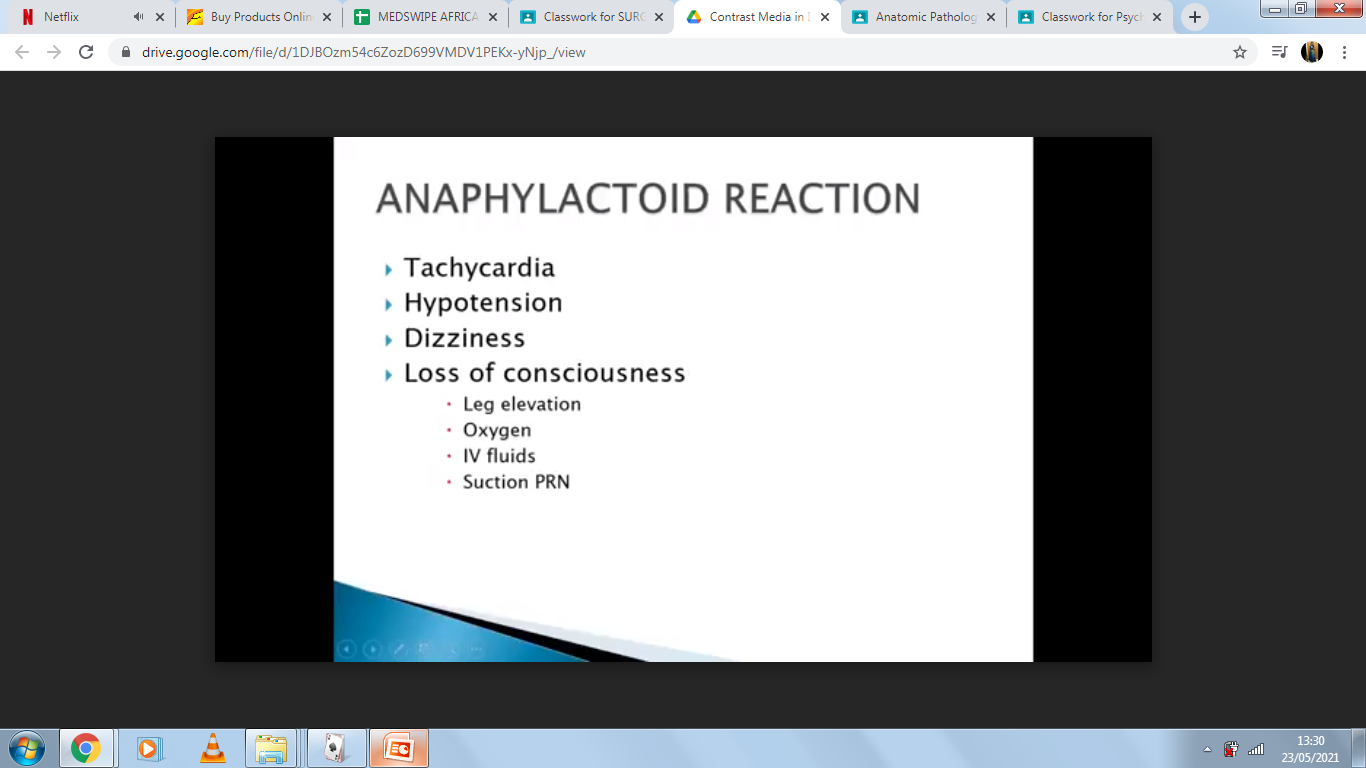 Netflix
Buy Products Onlin
MEDSWIPE AFRICA
Classwork for SURG
Contrast Media in I
Anatomic Patholog
Classwork for Psych
drive.google.com/file/d/1DJBOzm54c6ZozD699VMDV1PEKx-yNjp_/view
ANAPHYLACTOID REACTION
Tachycardia
Hypotension
Dizziness
Loss of consciousness
Leg elevation
Oxygen
IV fluids
Suction PRN
13:30
23/05/2021